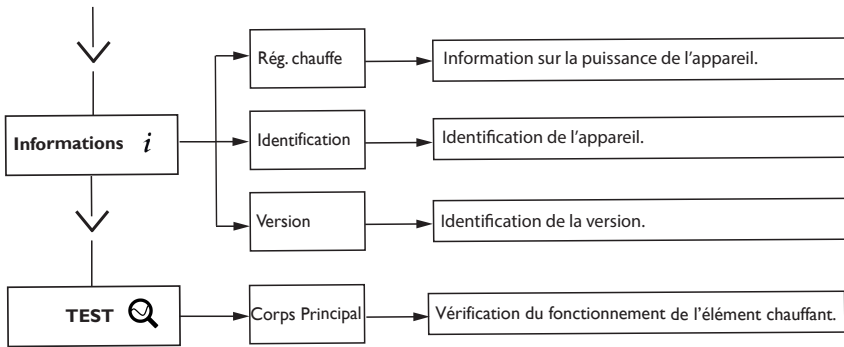 Rég. chauffe
Information sur la puissance de l'appareil.
Informations i
Identification
Identification de l'appareil.
Version
Identification de la version.
TEST
Corps Principal
Vérification du fonctionnement de l'élément chauffant.